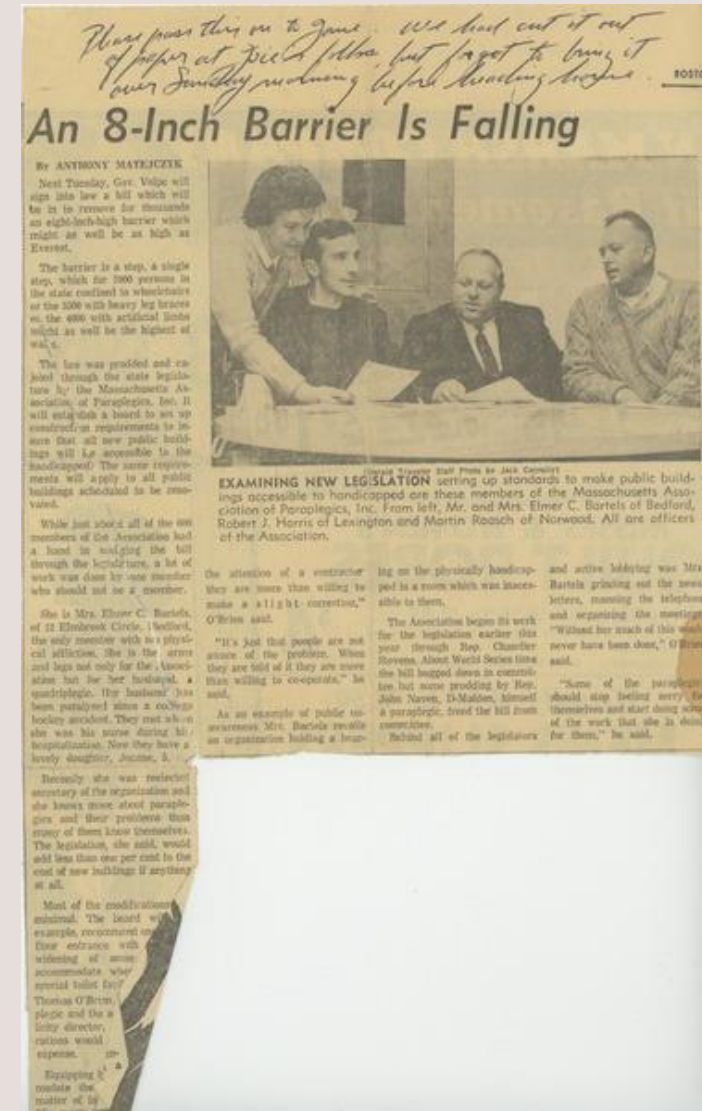 Please pass this on to Jane. We had cut it out
of paper at folks but forgot to bring it
over Sunday morning before heading home.
BOSTO
An 8-Inch Barrier Is Falling
By ANTHONY MATEJCZYK
Next Tuesday, Gov. Volpe will
sign into law a bill which will
be in to remove for thousands
an eight-inch-high barrier which
might as well be as high as
Everest.
The barrier is a step, a single
step, which for 7000 persons in
the state confined to wheelchairs
or the 3500 with heavy leg braces
or the 4000 with artificial limbs
might as well be the highest of
walls.
The law was prodded and ca-
joled through the state legisla-
ture by the Massachusetts As-
sociation of Paraplegics, Inc. It
will establish a board to set up
construction requirements to in-
sure that all new public build-
ings will be accessible to the
handicapped. The same require-
ments will apply to all public
buildings scheduled to be reno-
vated.
While just about all of the
members of the Association had
a hand in the bill
through the legislature, a lot of
work was done by one member
who should not be a member.
She is Mrs. Elmer C. Bartels,
of 12 Elmbrook Circle, Bedford,
the only member with no physi-
cal affliction. She is the arms
and legs not only for the Associ-
ation but for her husband, a
quadriplegic. Her husband has
been paralyzed since a college
hockey accident. They met when
she was his nurse during his
hospitalization. Now they have a
lovely daughter, 5.
Recently she was reelected
secretary of the organization and
she knows more about paraple-
gics and their problems than
many of them know themselves.
The legislation, she said, would
add less than one per cent to the
cost of new buildings if anything
at all.
Most of the modifications
minimal. The board wi
example, recommend on
floor entrance with
widening of some
accommodate whe
special toilet faci
Thomas O'Brien,
plegic and the
licity director,
cations would
expense.
Equipping
modate the
matter of
(Herald Traveler Staff Photo by Jack Connolly)
EXAMINING NEW LEGISLATION setting up standards to make public build-
ings accessible to handicapped are these members of the Massachusetts Asso-
ciation of Paraplegics, Inc. From left, Mr. and Mrs. Elmer C. Bartels of Bedford,
Robert J. Harris of Lexington and Martin Raasch of Norwood. All are officers
of the Association.
the attention of a contractor
they are more than willing to
make a slight correction,"
O'Brien said.
"It's just that people are not
aware of the problem. When
they are told of it they are more
than willing to co-operate," he
said.
As an example of public un-
awareness Mrs. Bartels recalls
an organization holding a hear-
ing on the physically handicap-
ped in a room which was inacces-
sible to them.
The Association began its work
for the legislation earlier this
year through Rep. Chandler
Stevens. About World Series time
the bill bogged down in commit-
tee but some prodding by Rep.
John Naven, D-Malden, himself
a paraplegic, freed the bill from
committee.
Behind all of the legislators
and active lobbying was Mrs
Bartels printing out the news
letters, manning the telephone
and organizing the meetings
"Without her much of this would
never have been done," O'Brien
said.
"Some of the paraplegics
should stop feeling sorry for
themselves and start doing some
of the work that she is doing
for them," he said.